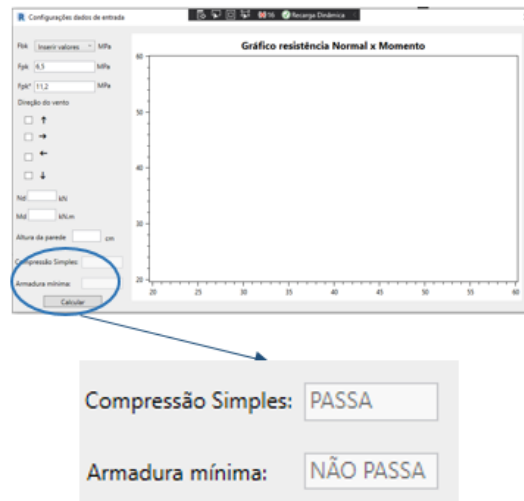 R Configurações dados de entrada
16 Recarga Dinâmica
Fbk Inserir valores MPa
Fpk 6,5 MPa
Fpk* 11,2 MPa
Direção do vento
↑
→
←
↓
Nd kN
Md kN.m
Altura da parede cm
Compressão Simples:
Armadura mínima:
Calcular
Gráfico resistência Normal x Momento
60
50
40
30
20
20 25 30 35 40 45 50 55 60
Compressão Simples: PASSA
Armadura mínima: NÃO PASSA